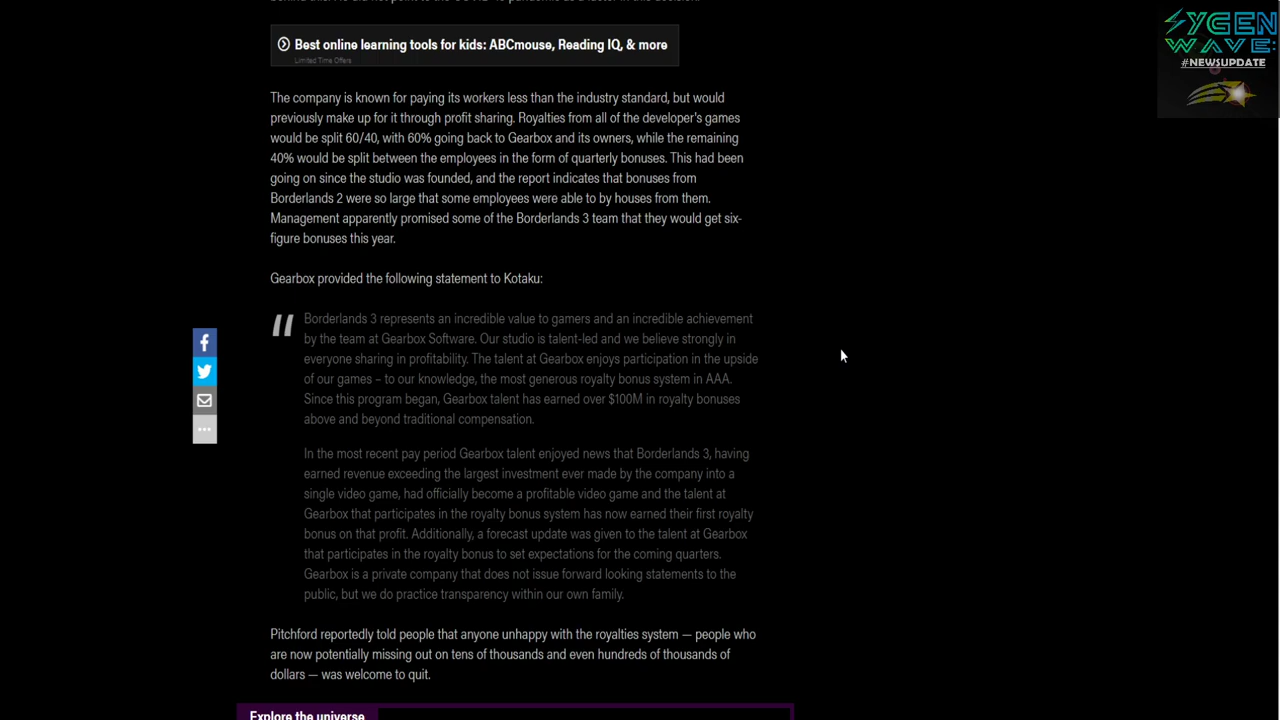 Best online learning tools for kids: ABCmouse, Reading IQ, & more
Limited Time Offers
SYGEN
WAVE:
#NEWSUPDATE
The company is known for paying its workers less than the industry standard, but would
previously make up for it through profit sharing. Royalties from all of the developer's games
would be split 60/40, with 60% going back to Gearbox and its owners, while the remaining
40% would be split between the employees in the form of quarterly bonuses. This had been
going on since the studio was founded, and the report indicates that bonuses from
Borderlands 2 were so large that some employees were able to by houses from them.
Management apparently promised some of the Borderlands 3 team that they would get six-
figure bonuses this year.
Gearbox provided the following statement to Kotaku:
Borderlands 3 represents an incredible value to gamers and an incredible achievement
by the team at Gearbox Software. Our studio is talent-led and we believe strongly in
everyone sharing in profitability. The talent at Gearbox enjoys participation in the upside
of our games – to our knowledge, the most generous royalty bonus system in AAA.
Since this program began, Gearbox talent has earned over $100M in royalty bonuses
above and beyond traditional compensation.
In the most recent pay period Gearbox talent enjoyed news that Borderlands 3, having
earned revenue exceeding the largest investment ever made by the company into a
single video game, had officially become a profitable video game and the talent at
Gearbox that participates in the royalty bonus system has now earned their first royalty
bonus on that profit. Additionally, a forecast update was given to the talent at Gearbox
that participates in the royalty bonus to set expectations for the coming quarters.
Gearbox is a private company that does not issue forward looking statements to the
public, but we do practice transparency within our own family.
Pitchford reportedly told people that anyone unhappy with the royalties system — people who
are now potentially missing out on tens of thousands and even hundreds of thousands of
dollars — was welcome to quit.
Explore the universe